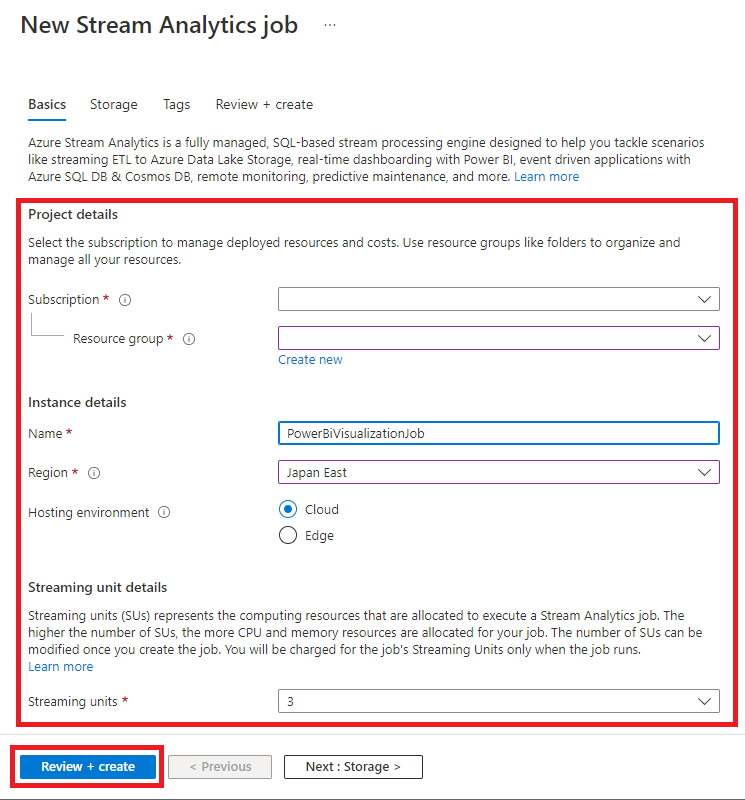 New Stream Analytics job ...
Basics Storage Tags Review + create
Azure Stream Analytics is a fully managed, SQL-based stream processing engine designed to help you tackle scenarios
like streaming ETL to Azure Data Lake Storage, real-time dashboarding with Power BI, event driven applications with
Azure SQL DB & Cosmos DB, remote monitoring, predictive maintenance, and more. Learn more
Project details
Select the subscription to manage deployed resources and costs. Use resource groups like folders to organize and
manage all your resources.
Subscription *
Resource group *
Create new
Instance details
Name * PowerBiVisualizationJob
Region * Japan East
Hosting environment Cloud
Edge
Streaming unit details
Streaming units (SUs) represents the computing resources that are allocated to execute a Stream Analytics job. The
higher the number of SUs, the more CPU and memory resources are allocated for your job. The number of SUs can be
modified once you create the job. You will be charged for the job's Streaming Units only when the job runs.
Learn more
Streaming units * 3
Review + create < Previous Next : Storage >